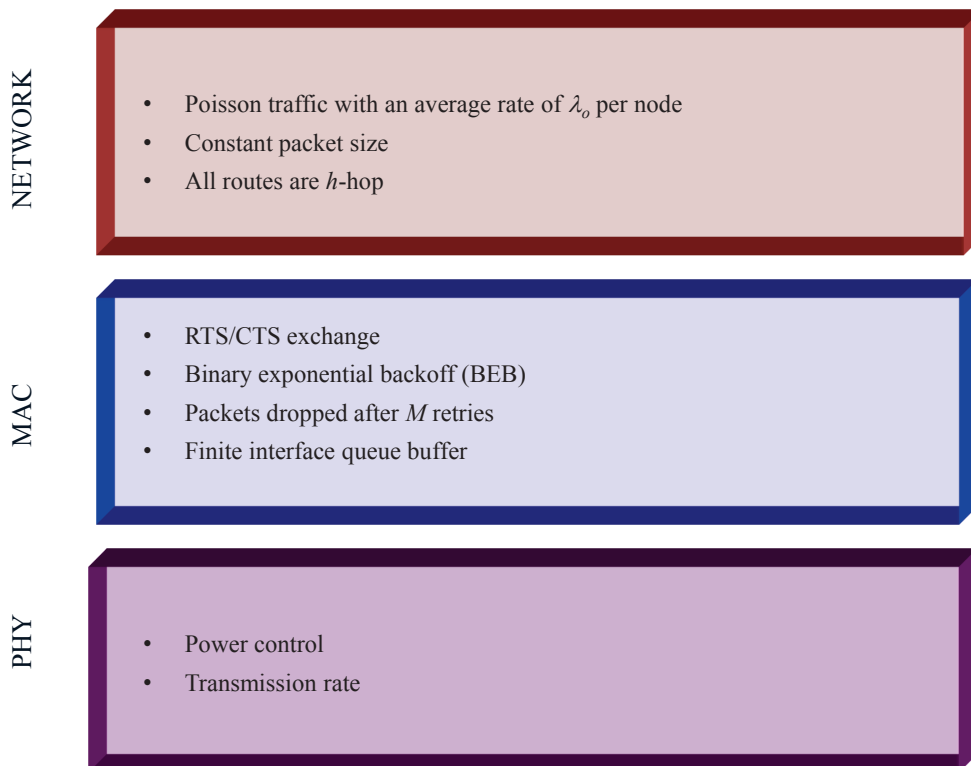 NETWORK
• Poisson traffic with an average rate of λo per node
• Constant packet size
• All routes are h-hop
MAC
• RTS/CTS exchange
• Binary exponential backoff (BEB)
• Packets dropped after M retries
• Finite interface queue buffer
PHY
• Power control
• Transmission rate